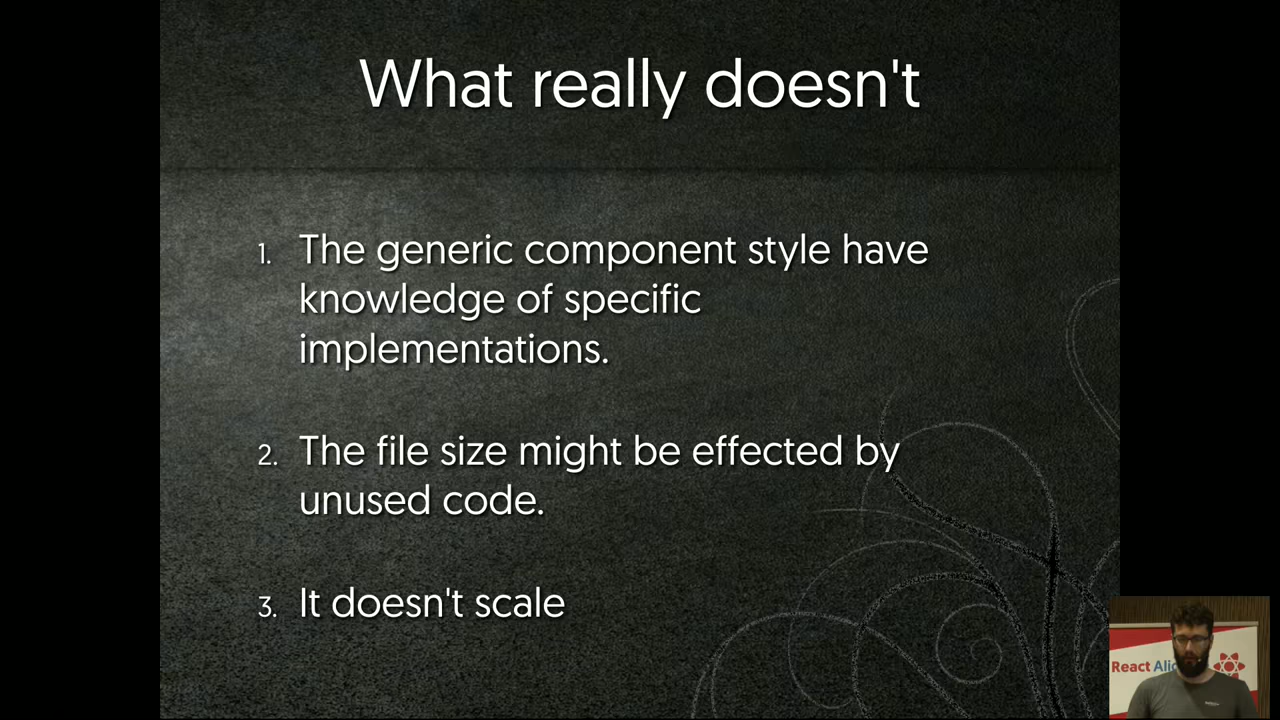 What really doesn't
1. The generic component style have
knowledge of specific
implementations.
2. The file size might be effected by
unused code.
3. It doesn't scale
React